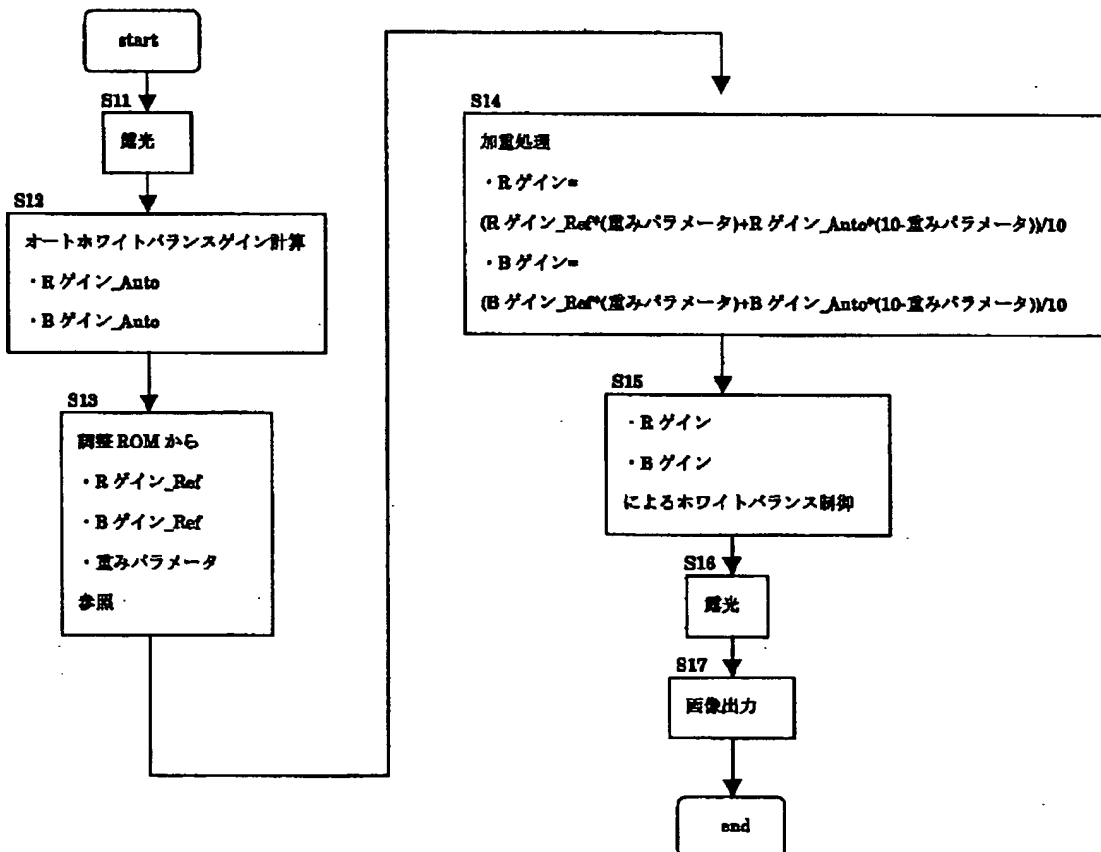 start
S11
露光
S12
オートホワイトバランスゲイン計算
・Rゲイン_Auto
・Bゲイン_Auto
S13
調整ROMから
・Rゲイン_Ref
・Bゲイン_Ref
・重みパラメータ
参照
S14
加重処理
・Rゲイン=
(Rゲイン_Ref*(重みパラメータ)+Rゲイン_Auto*(10-重みパラメータ))/10
・Bゲイン=
(Bゲイン_Ref*(重みパラメータ)+Bゲイン_Auto*(10-重みパラメータ))/10
S15
・Rゲイン
・Bゲイン
によるホワイトバランス制御
S16
露光
S17
画像出力
end